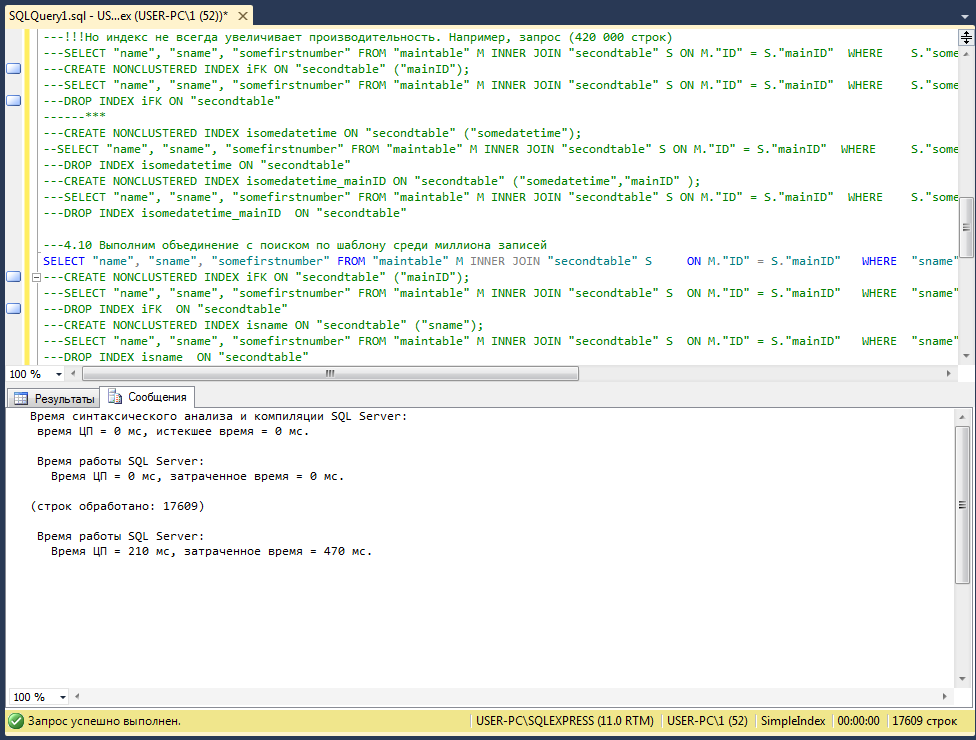 SQLQuery1.sql - US...ex (USER-PC\1 (52))*
---!!!Но индекс не всегда увеличивает производительность. Например, запрос (420 000 строк)
---SELECT "name", "sname", "somefirstnumber" FROM "maintable" M INNER JOIN "secondtable" S ON M."ID" = S."mainID"  WHERE    S."some
---CREATE NONCLUSTERED INDEX iFK ON "secondtable" ("mainID");
---SELECT "name", "sname", "somefirstnumber" FROM "maintable" M INNER JOIN "secondtable" S ON M."ID" = S."mainID"  WHERE    S."some
---DROP INDEX iFK ON "secondtable"
------***
---CREATE NONCLUSTERED INDEX isomedatetime ON "secondtable" ("somedatetime");
--SELECT "name", "sname", "somefirstnumber" FROM "maintable" M INNER JOIN "secondtable" S ON M."ID" = S."mainID"  WHERE     S."some
---DROP INDEX isomedatetime ON "secondtable"
---CREATE NONCLUSTERED INDEX isomedatetime_mainID ON "secondtable" ("somedatetime","mainID" );
---SELECT "name", "sname", "somefirstnumber" FROM "maintable" M INNER JOIN "secondtable" S ON M."ID" = S."mainID"  WHERE    S."some
---DROP INDEX isomedatetime_mainID  ON "secondtable"
---4.10 Выполним объединение с поиском по шаблону среди миллиона записей
SELECT "name", "sname", "somefirstnumber" FROM "maintable" M INNER JOIN "secondtable" S     ON M."ID" = S."mainID"   WHERE  "sname"
---CREATE NONCLUSTERED INDEX iFK ON "secondtable" ("mainID");
---SELECT "name", "sname", "somefirstnumber" FROM "maintable" M INNER JOIN "secondtable" S  ON M."ID" = S."mainID"   WHERE  "sname"
---DROP INDEX iFK  ON "secondtable"
---CREATE NONCLUSTERED INDEX isname ON "secondtable" ("sname");
---SELECT "name", "sname", "somefirstnumber" FROM "maintable" M INNER JOIN "secondtable" S  ON M."ID" = S."mainID"   WHERE  "sname"
---DROP INDEX isname  ON "secondtable"
100 %
Результаты Сообщения
Время синтаксического анализа и компиляции SQL Server:
время ЦП = 0 мс, истекшее время = 0 мс.
Время работы SQL Server:
Время ЦП = 0 мс, затраченное время = 0 мс.
(строк обработано: 17609)
Время работы SQL Server:
Время ЦП = 210 мс, затраченное время = 470 мс.
100 %
Запрос успешно выполнен. USER-PC\SQLEXPRESS (11.0 RTM) USER-PC\1 (52) SimpleIndex 00:00:00 17609 строк